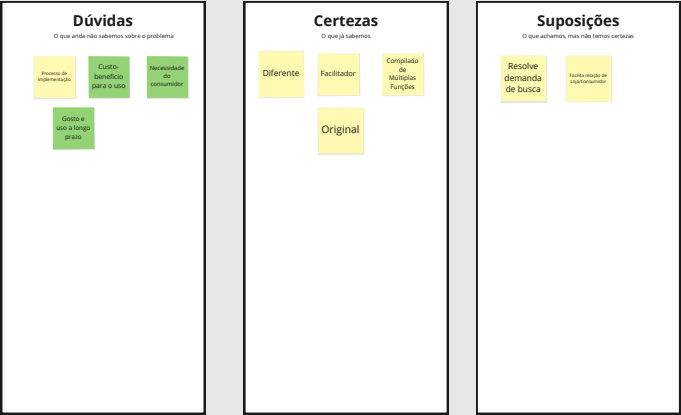 Dúvidas
O que anda não sabemos sobre o problema
Processo de
implementação
Custo-
benefício
para o uso
Necessidade
do
consumidor
Gosto e
uso a longo
prazo
Certezas
O que já sabemos
Diferente
Facilitador
Compilado
de
Múltiplas
Funções
Original
Suposições
O que achamos, mas não temos certezas
Resolve
demanda
de busca
Facilita relação de
Loja/Consumidor